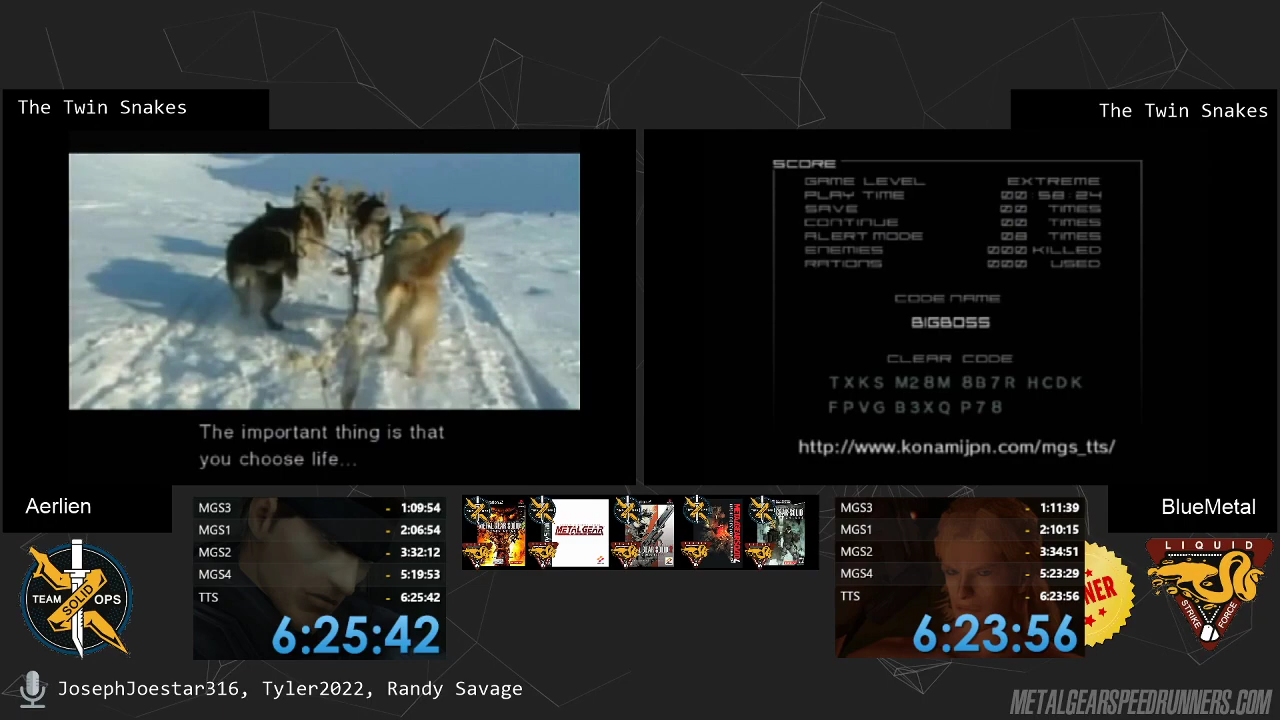 The Twin Snakes
The Twin Snakes
SCORE
GAME LEVEL EXTREME
PLAY TIME 00:58:24
SAVE 00 TIMES
CONTINUE 00 TIMES
ALERT MODE 08 TIMES
ENEMIES 000 KILLED
RATIONS 000 USED
CODE NAME
BIGBOSS
CLEAR CODE
TXKS M28M 8B7R HCDK
FPVG B3XQ P78
http://www.konamijpn.com/mgs_tts/
The important thing is that
you choose life...
Aerlien
BlueMetal
MGS3 - 1:09:54
MGS1 - 2:06:54
MGS2 - 3:32:12
MGS4 - 5:19:53
TTS - 6:25:42
6:25:42
METAL GEAR
MGS3 - 1:11:39
MGS1 - 2:10:15
MGS2 - 3:34:51
MGS4 - 5:23:29
TTS - 6:23:56
6:23:56
TEAM SOLID OPS
LIQUID
STRIKE FORCE
JosephJoestar316, Tyler2022, Randy Savage
METALGEARSPEEDRUNNERS.COM